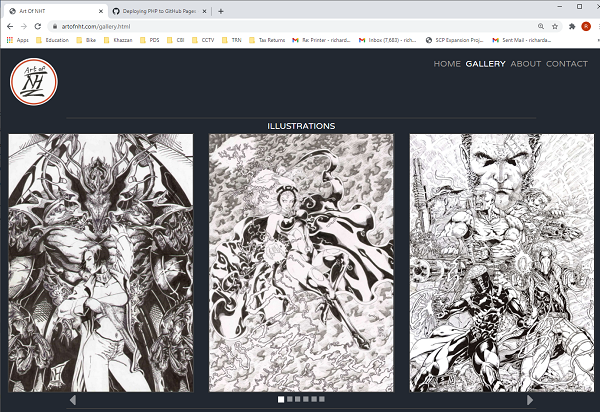 Art Of NHT
Deploying PHP to GitHub Pages
artofnht.com/gallery.html
R
Apps
Education
Bike
Khazzan
POS
CBI
CCTV
TRN
Tax Returns
Re: Printer - richard
Inbox (7,683) - rich...
SCP Expansion Proj...
Sent Mail - richarda...
Art of
NH
HOME GALLERY ABOUT CONTACT
ILLUSTRATIONS